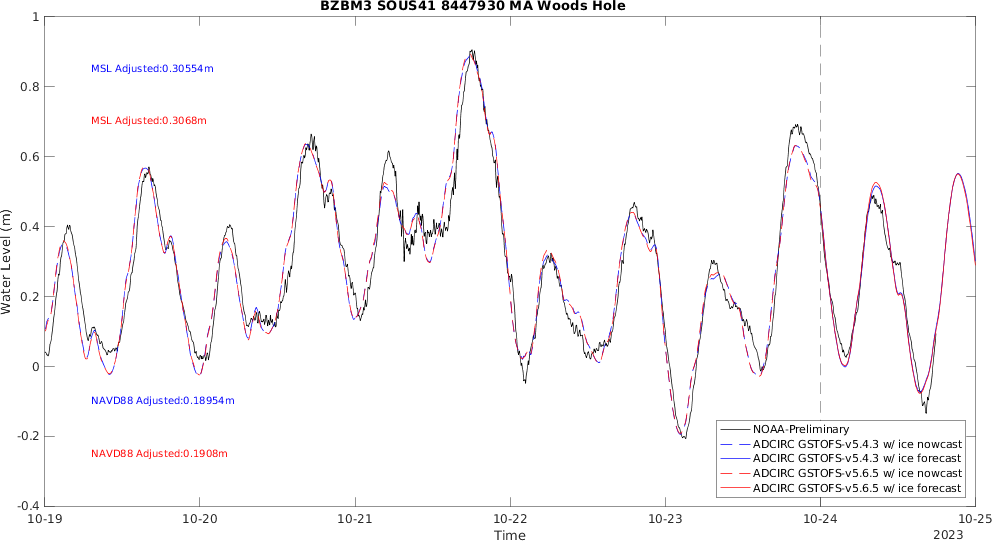 BZBM3 SOUS41 8447930 MA Woods Hole
1
0.8
0.6
0.4
0.2
0
-0.2
-0.4
Water Level (m)
MSL Adjusted:0.30554m
MSL Adjusted:0.3068m
NAVD88 Adjusted:0.18954m
NAVD88 Adjusted:0.1908m
NOAA-Preliminary
ADCIRC GSTOFS-v5.4.3 w/ ice nowcast
ADCIRC GSTOFS-v5.4.3 w/ ice forecast
ADCIRC GSTOFS-v5.6.5 w/ ice nowcast
ADCIRC GSTOFS-v5.6.5 w/ ice forecast
10-19 10-20 10-21 10-22 10-23 10-24 10-25
Time
2023